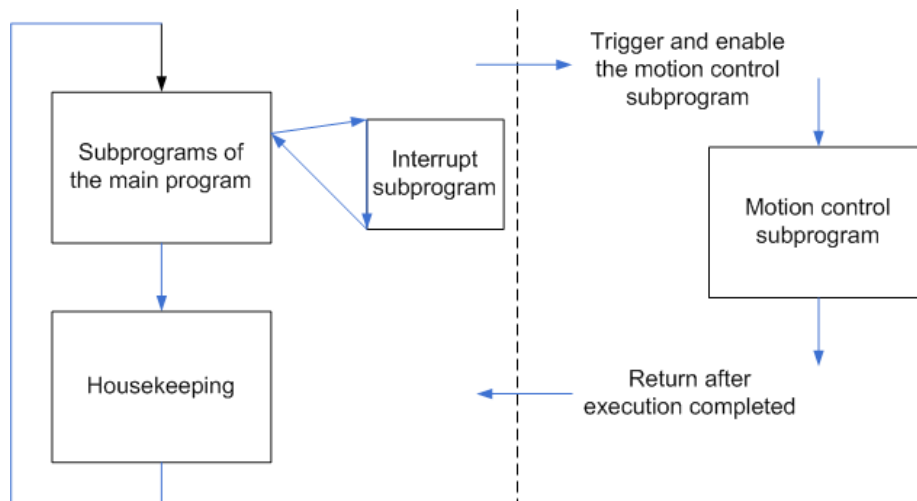 Trigger and enable
the motion control
subprogram
Subprograms of
the main program
Interrupt
subprogram
Motion control
subprogram
Housekeeping
Return after
execution completed